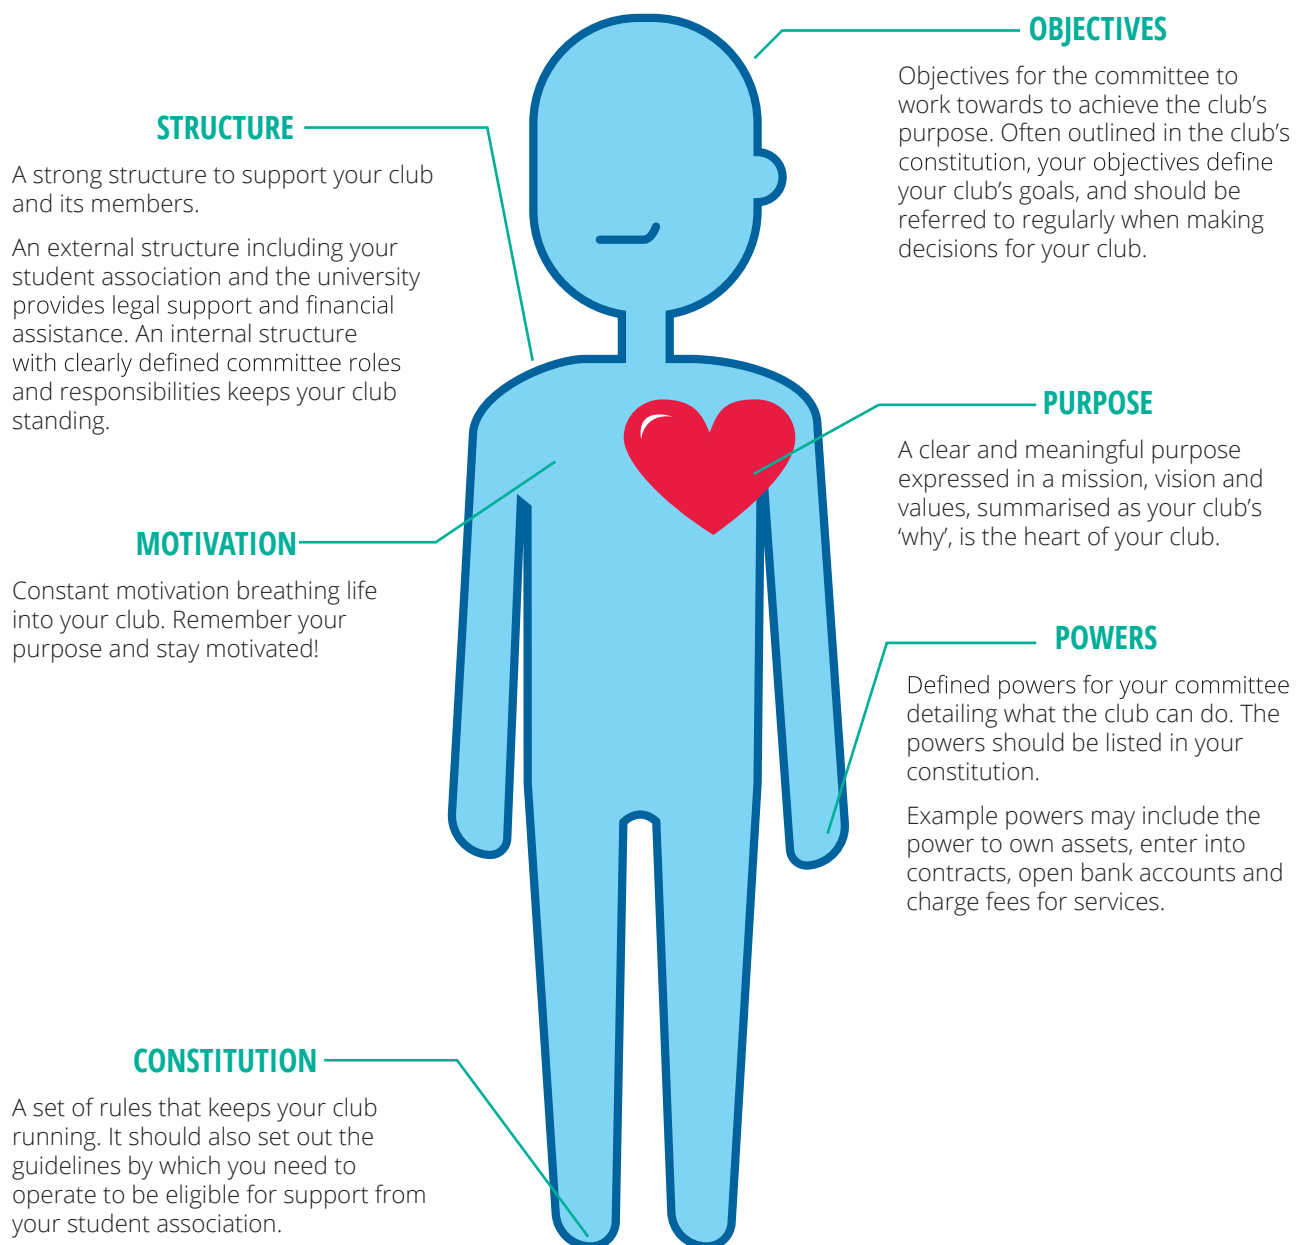 STRUCTURE
A strong structure to support your club
and its members.
An external structure including your
student association and the university
provides legal support and financial
assistance. An internal structure
with clearly defined committee roles
and responsibilities keeps your club
standing.
MOTIVATION
Constant motivation breathing life
into your club. Remember your
purpose and stay motivated!
CONSTITUTION
A set of rules that keeps your club
running. It should also set out the
guidelines by which you need to
operate to be eligible for support from
your student association.
OBJECTIVES
Objectives for the committee to
work towards to achieve the club’s
purpose. Often outlined in the club’s
constitution, your objectives define
your club’s goals, and should be
referred to regularly when making
decisions for your club.
PURPOSE
A clear and meaningful purpose
expressed in a mission, vision and
values, summarised as your club’s
‘why’, is the heart of your club.
POWERS
Defined powers for your committee
detailing what the club can do. The
powers should be listed in your
constitution.
Example powers may include the
power to own assets, enter into
contracts, open bank accounts and
charge fees for services.